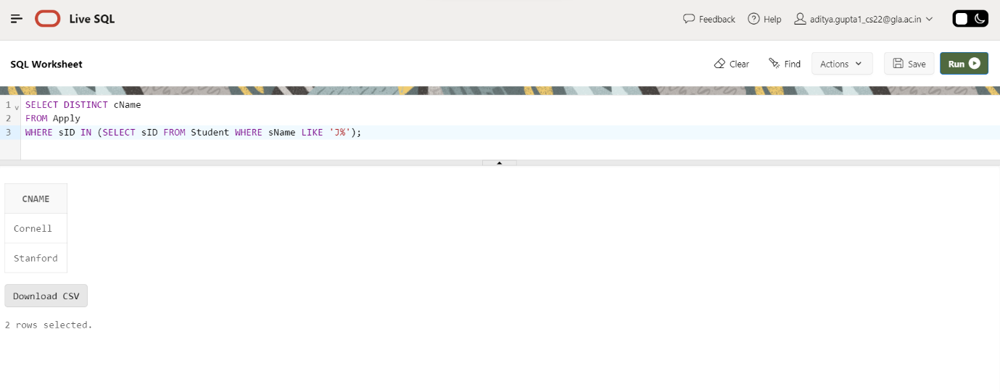 Live SQL
Feedback
Help
aditya.gupta1_cs22@gla.ac.in
SQL Worksheet
Clear
Find
Actions
Save
Run
1 SELECT DISTINCT cName
2 FROM Apply
3 WHERE sID IN (SELECT sID FROM Student WHERE sName LIKE 'J%');
CNAME
Cornell
Stanford
Download CSV
2 rows selected.